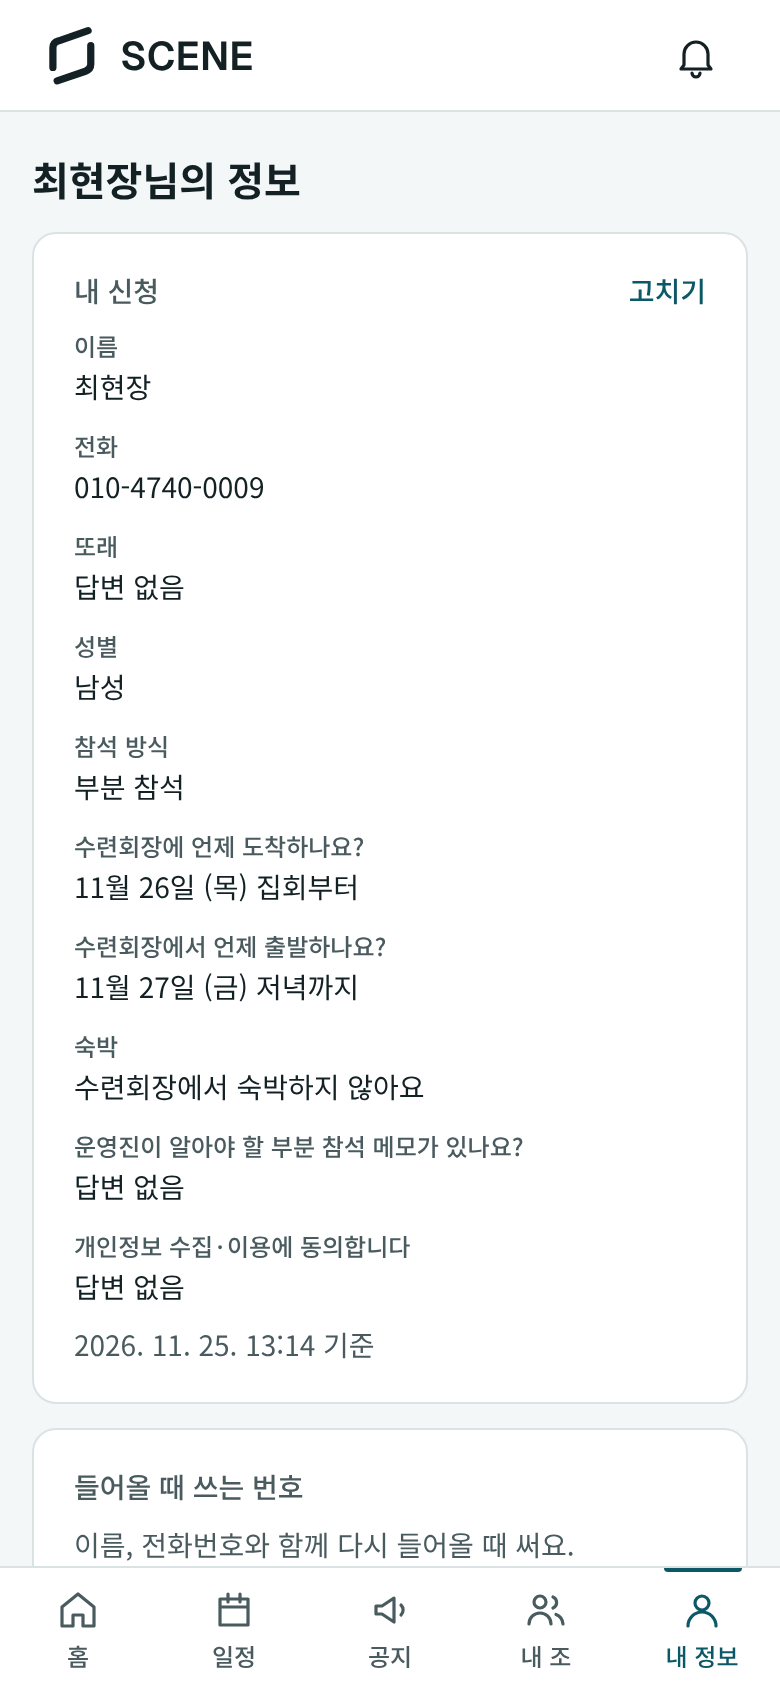 SCENE
최현장님의 정보
내 신청
고치기
이름
최현장
전화
010-4740-0009
또래
답변 없음
성별
남성
참석 방식
부분 참석
수련회장에 언제 도착하나요?
11월 26일 (목) 집회부터
수련회장에서 언제 출발하나요?
11월 27일 (금) 저녁까지
숙박
수련회장에서 숙박하지 않아요
운영진이 알아야 할 부분 참석 메모가 있나요?
답변 없음
개인정보 수집·이용에 동의합니다
답변 없음
2026. 11. 25. 13:14 기준
들어올 때 쓰는 번호
이름, 전화번호와 함께 다시 들어올 때 써요.
홈
일정
공지
내 조
내 정보